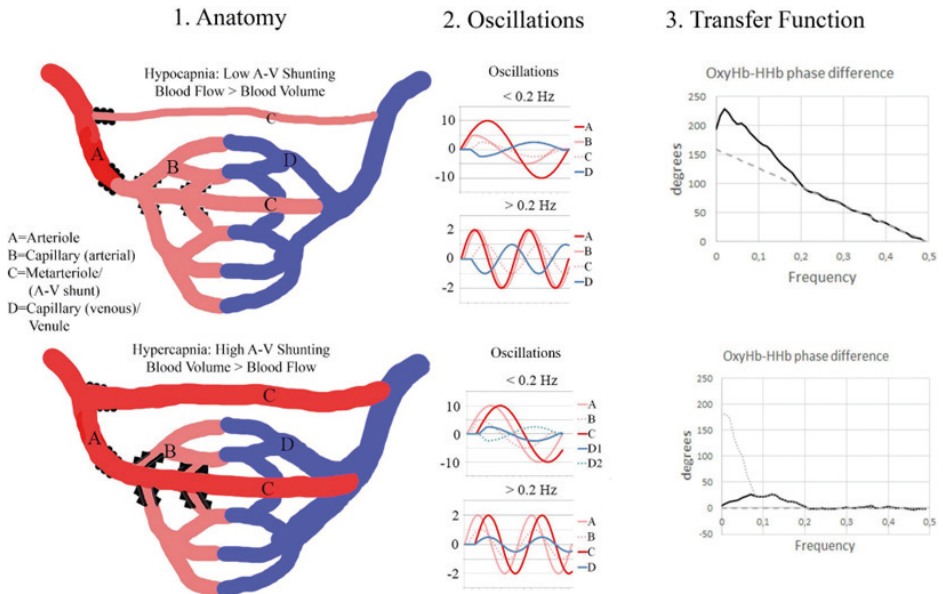 1. Anatomy
2. Oscillations
3. Transfer Function
Hypocapnia: Low A-V Shunting
Blood Flow > Blood Volume
C
A
B
D
C
A=Arteriole
B=Capillary (arterial)
C=Metarteriole/
(A-V shunt)
D=Capillary (venous)/
Venule
Oscillations
< 0.2 Hz
10
0
-10
A
B
C
D
> 0.2 Hz
2
0
-2
A
B
C
D
OxyHb-HHb phase difference
degrees
250
200
150
100
50
0
0 0,1 0,2 0,3 0,4 0,5
Frequency
Hypercapnia: High A-V Shunting
Blood Volume > Blood Flow
C
A
B
D
C
Oscillations
< 0.2 Hz
10
0
-10
A
B
C
D1
D2
> 0.2 Hz
2
0
-2
A
B
C
D
OxyHb-HHb phase difference
degrees
250
200
150
100
50
0
-50
0 0,1 0,2 0,3 0,4 0,5
Frequency